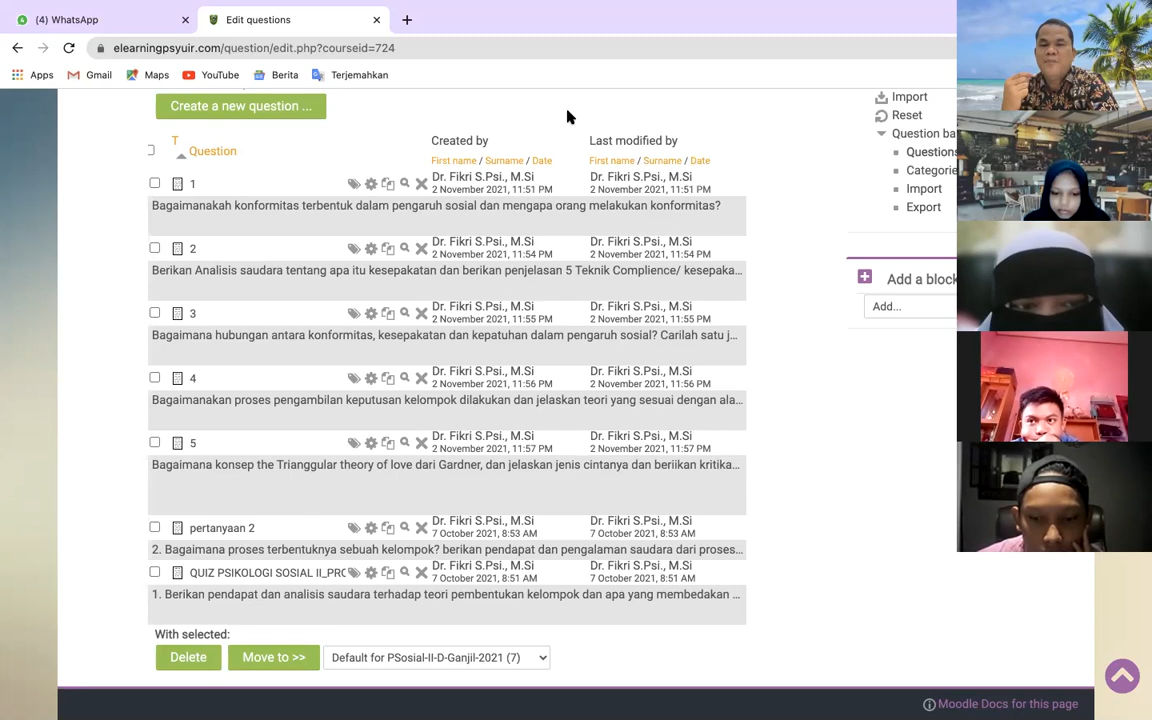 (4) WhatsApp
Edit questions
elearningpsyuir.com/question/edit.php?courseid=724
Apps
Gmail
Maps
YouTube
Berita
Terjemahkan
Create a new question ...
T
Question
Created by
First name / Surname / Date
Last modified by
First name / Surname / Date
1
Dr. Fikri S.Psi., M.Si
2 November 2021, 11:51 PM
Dr. Fikri S.Psi., M.Si
2 November 2021, 11:51 PM
Bagaimanakah konformitas terbentuk dalam pengaruh sosial dan mengapa orang melakukan konformitas?
2
Dr. Fikri S.Psi., M.Si
2 November 2021, 11:54 PM
Dr. Fikri S.Psi., M.Si
2 November 2021, 11:54 PM
Berikan Analisis saudara tentang apa itu kesepakatan dan berikan penjelasan 5 Teknik Complience/ kesepaka...
3
Dr. Fikri S.Psi., M.Si
2 November 2021, 11:55 PM
Dr. Fikri S.Psi., M.Si
2 November 2021, 11:55 PM
Bagaimana hubungan antara konformitas, kesepakatan dan kepatuhan dalam pengaruh sosial? Carilah satu j...
4
Dr. Fikri S.Psi., M.Si
2 November 2021, 11:56 PM
Dr. Fikri S.Psi., M.Si
2 November 2021, 11:56 PM
Bagaimanakan proses pengambilan keputusan kelompok dilakukan dan jelaskan teori yang sesuai dengan ala...
5
Dr. Fikri S.Psi., M.Si
2 November 2021, 11:57 PM
Dr. Fikri S.Psi., M.Si
2 November 2021, 11:57 PM
Bagaimana konsep the Trianggular theory of love dari Gardner, dan jelaskan jenis cintanya dan beriikan kritika...
pertanyaan 2
Dr. Fikri S.Psi., M.Si
7 October 2021, 8:53 AM
Dr. Fikri S.Psi., M.Si
7 October 2021, 8:53 AM
2. Bagaimana proses terbentuknya sebuah kelompok? berikan pendapat dan pengalaman saudara dari proses...
QUIZ PSIKOLOGI SOSIAL II_PRO
Dr. Fikri S.Psi., M.Si
7 October 2021, 8:51 AM
Dr. Fikri S.Psi., M.Si
7 October 2021, 8:51 AM
1. Berikan pendapat dan analisis saudara terhadap teori pembentukan kelompok dan apa yang membedakan ...
With selected:
Delete
Move to >>
Default for PSosial-II-D-Ganjil-2021 (7)
Import
Reset
Question ba
Questions
Categorie
Import
Export
Add a block
Add...
Moodle Docs for this page